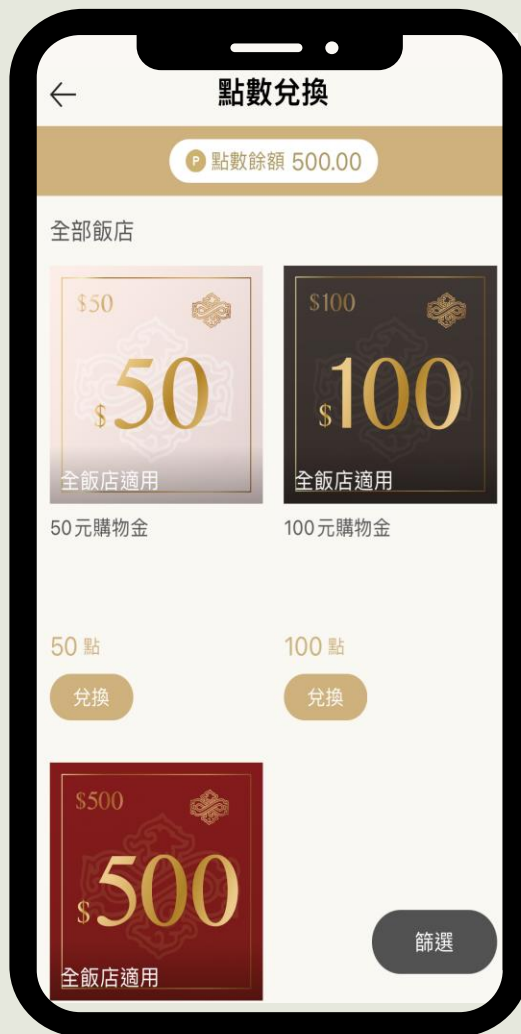 點數兌換
P 點數餘額 500.00
全部飯店
$50
$50
全飯店適用
50元購物金
50 點
兌換
$100
$100
全飯店適用
100元購物金
100 點
兌換
$500
$500
全飯店適用
篩選